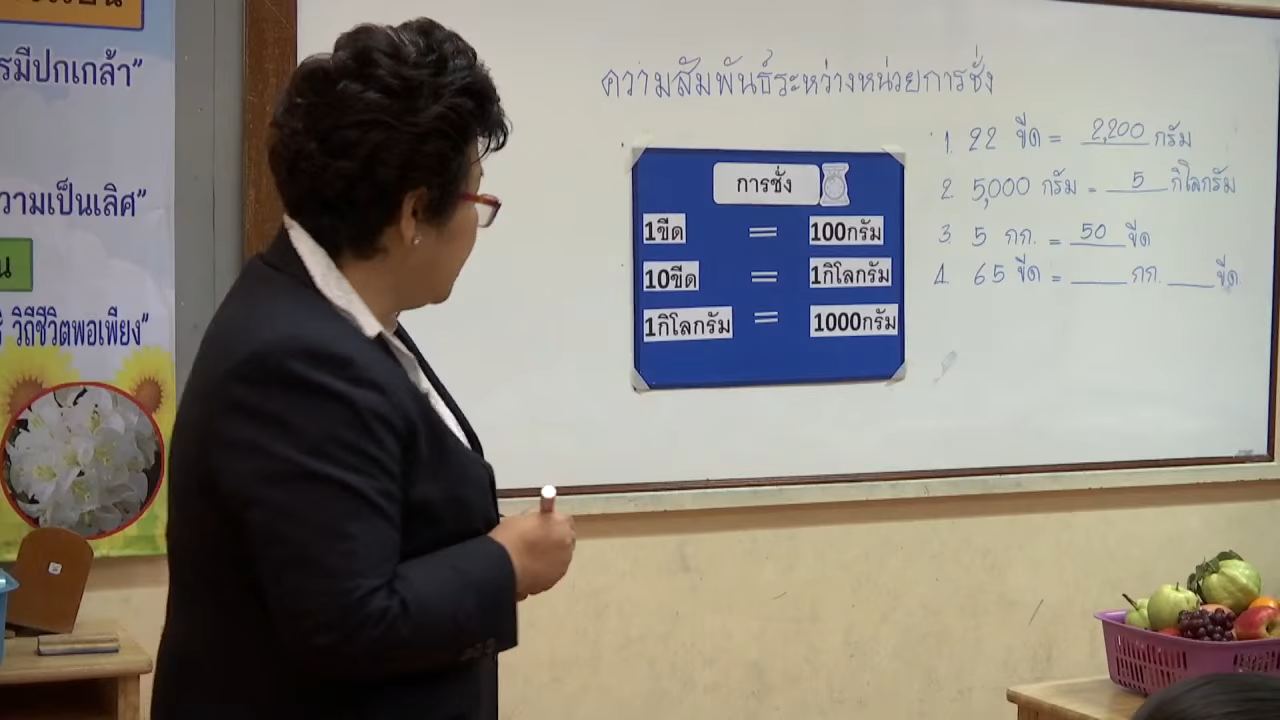 รมีปกเกล้า"
วามเป็นเลิศ"
น
วิถีชีวิตพอเพียง"
ความสัมพันธ์ระหว่างหน่วยการชั่ง
การชั่ง
1ขีด = 100กรัม
10ขีด = 1กิโลกรัม
1กิโลกรัม = 1000กรัม
1. 22 ขีด = 2,200 กรัม
2. 5,000 กรัม = 5 กิโลกรัม
3. 5 กก. = 50 ขีด
4. 65 ขีด = ____ กก. ____ ขีด